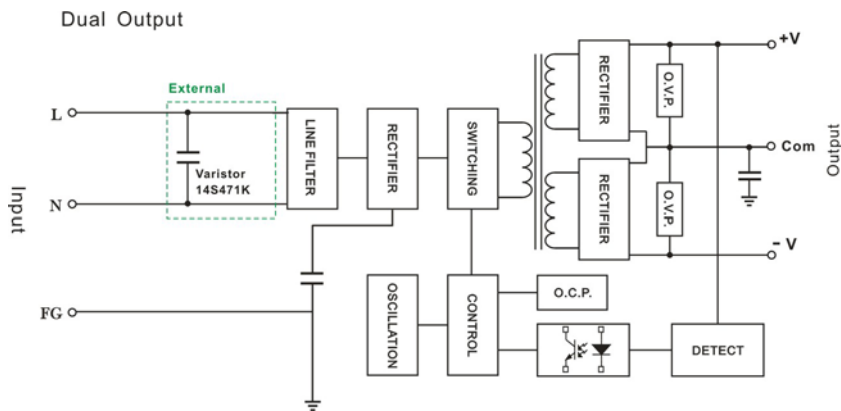 Dual Output
External
L
Varistor
14S471K
N
Input
FG
LINE FILTER
RECTIFIER
SWITCHING
RECTIFIER
RECTIFIER
O.V.P.
O.V.P.
+V
Com
- V
Output
OSCILLATION
CONTROL
O.C.P.
DETECT